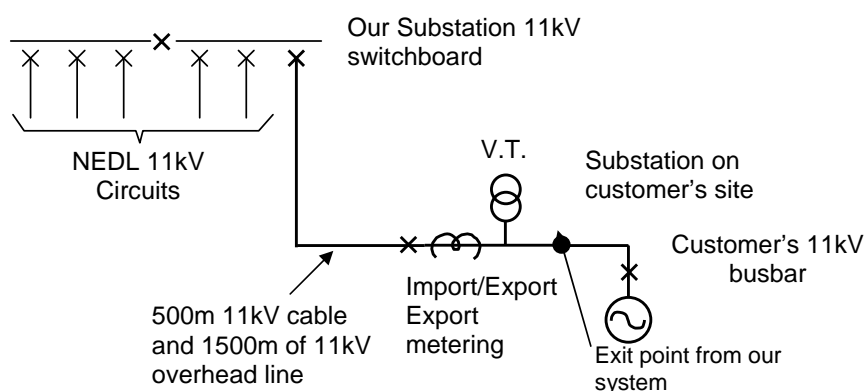 Our Substation 11kV
switchboard
NEDL 11kV
Circuits
V.T.
Substation on
customer's site
Customer's 11kV
busbar
Import/Export
Export
metering
500m 11kV cable
and 1500m of 11kV
overhead line
Exit point from our
system